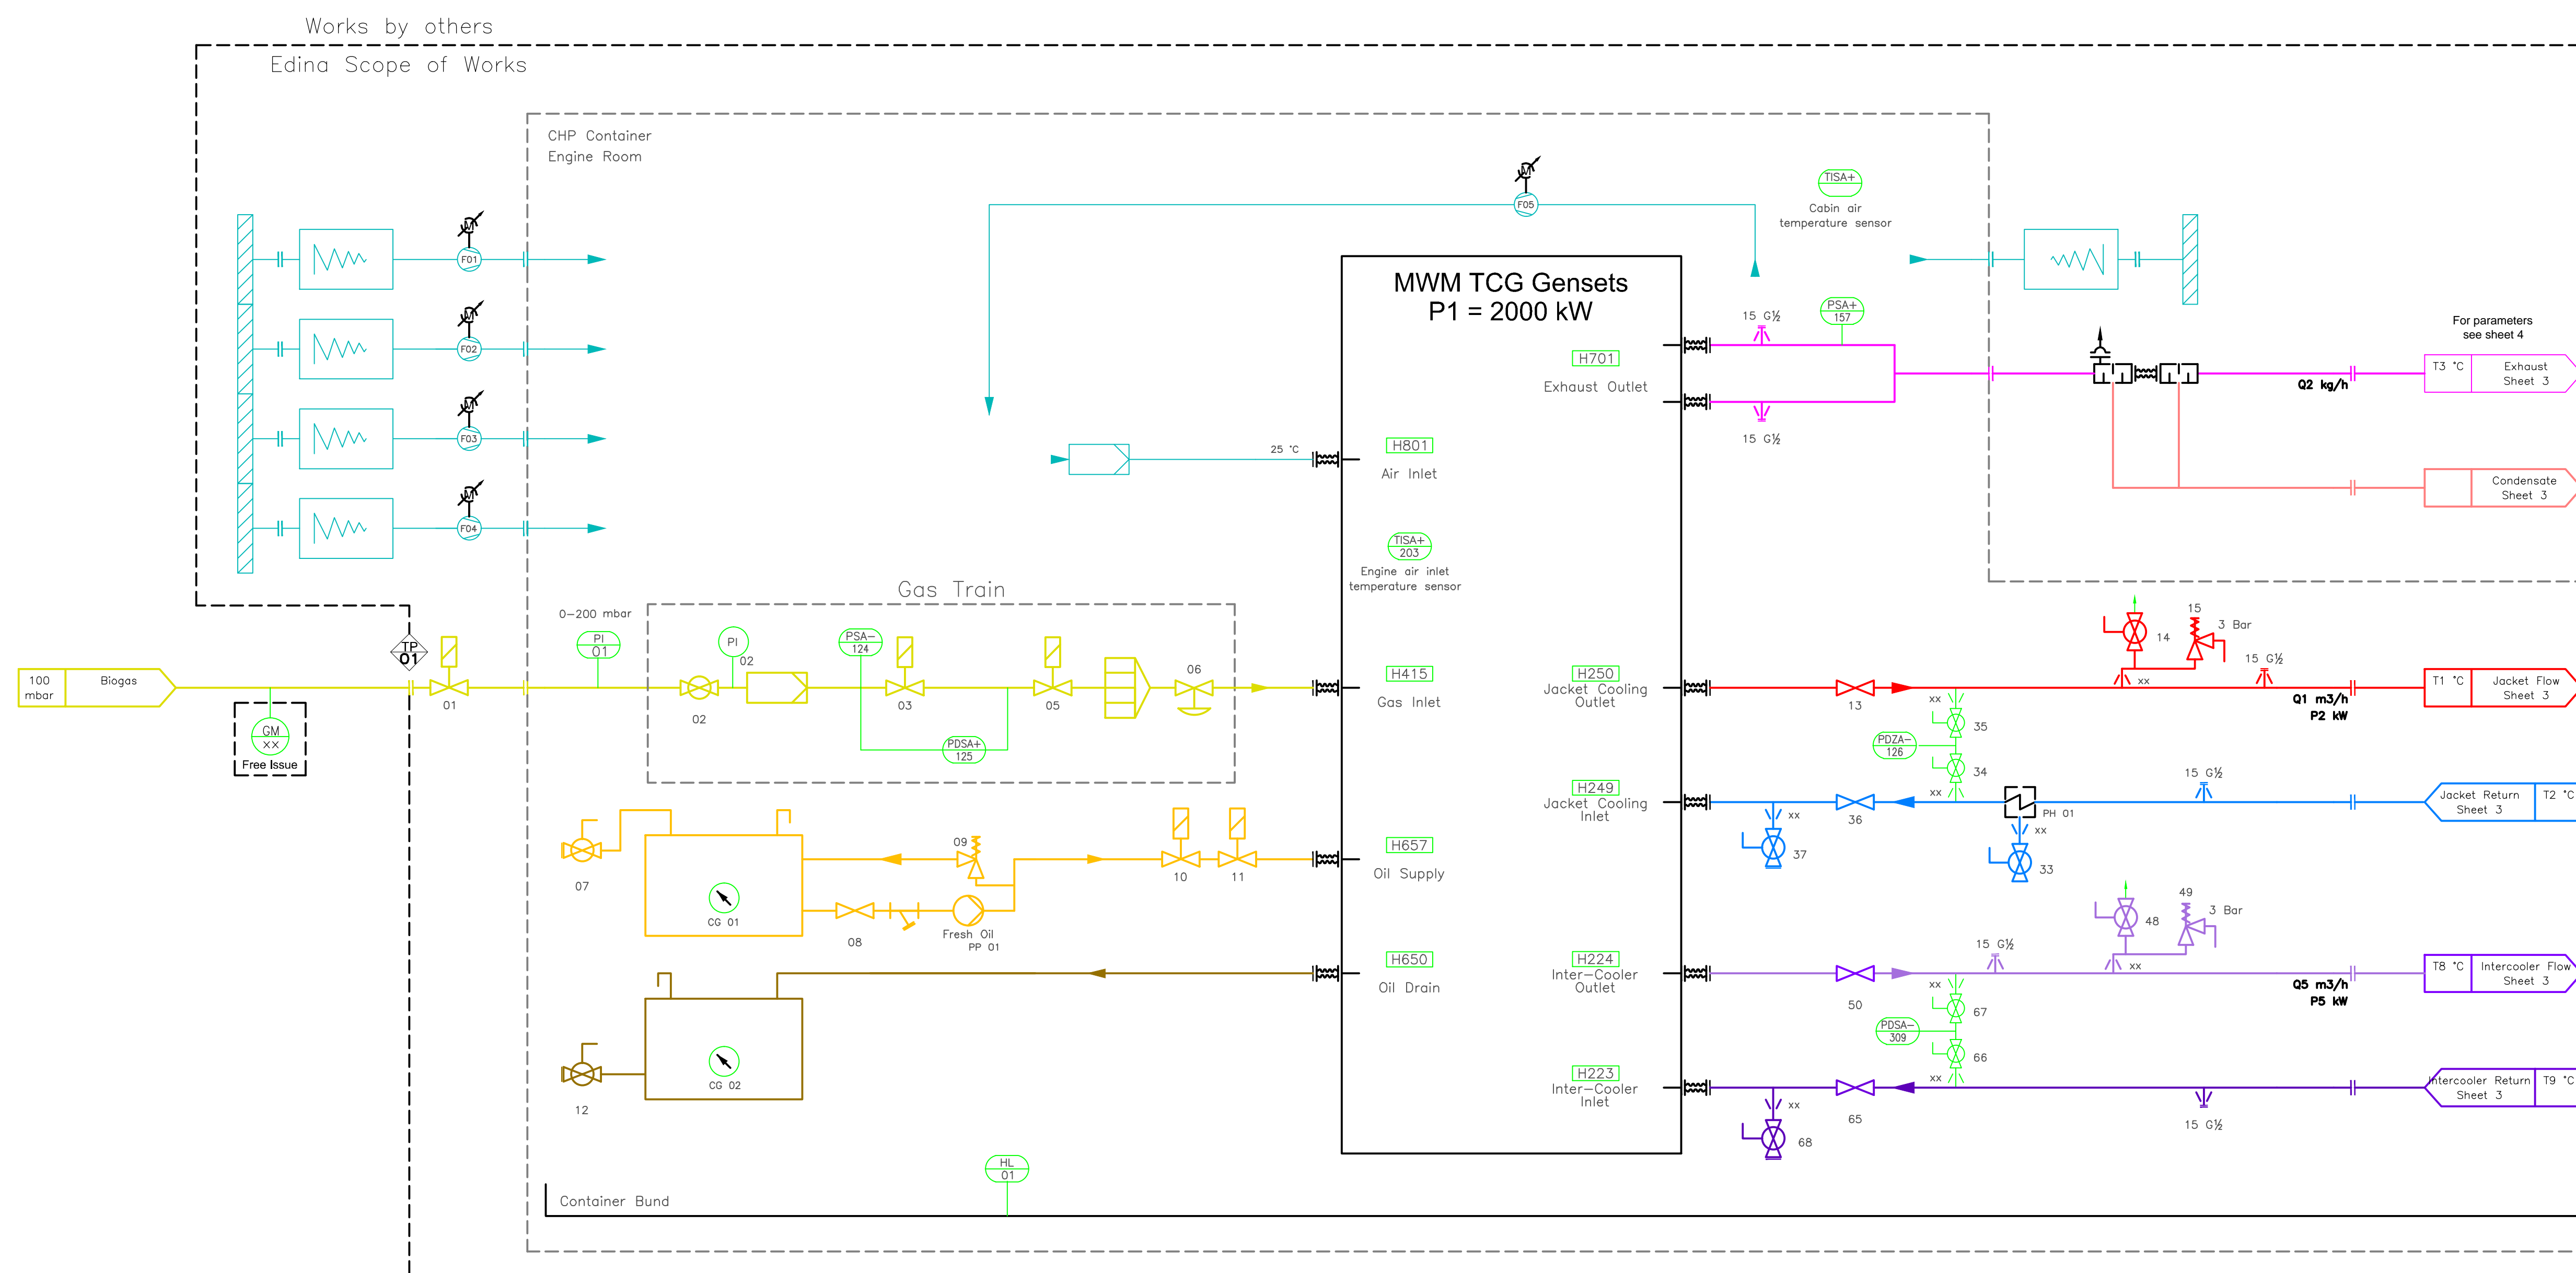 Works by others
Edina Scope of Works
CHP Container
Engine Room
M
F01
M
F02
M
F03
M
F04
M
F05
TISA+
Cabin air
temperature sensor
MWM TCG Gensets
P1 = 2000 kW
H701
Exhaust Outlet
15 G½
PSA+
157
15 G½
For parameters
see sheet 4
Q2 kg/h
T3 °C
Exhaust
Sheet 3
Condensate
Sheet 3
25 °C
H801
Air Inlet
TISA+
203
Engine air inlet
temperature sensor
Gas Train
0-200 mbar
PI
01
PI
02
PSA-
124
TP
01
100
mbar
Biogas
GM
xx
Free Issue
01
02
03
05
06
PDSA+
125
H415
Gas Inlet
H250
Jacket Cooling
Outlet
13
14
15
3 Bar
xx
15 G½
Q1 m3/h
P2 kW
T1 °C
Jacket Flow
Sheet 3
xx
35
PDZA-
126
34
xx
H249
Jacket Cooling
Inlet
xx
37
36
PH 01
xx
33
15 G½
Jacket Return
Sheet 3
T2 °C
07
CG 01
09
08
Fresh Oil
PP 01
10
11
H657
Oil Supply
H650
Oil Drain
CG 02
12
H224
Inter-Cooler
Outlet
50
15 G½
48
49
3 Bar
xx
Q5 m3/h
P5 kW
T8 °C
Intercooler Flow
Sheet 3
xx
67
PDSA-
309
66
xx
H223
Inter-Cooler
Inlet
xx
68
65
15 G½
Intercooler Return
Sheet 3
T9 °C
HL
01
Container Bund